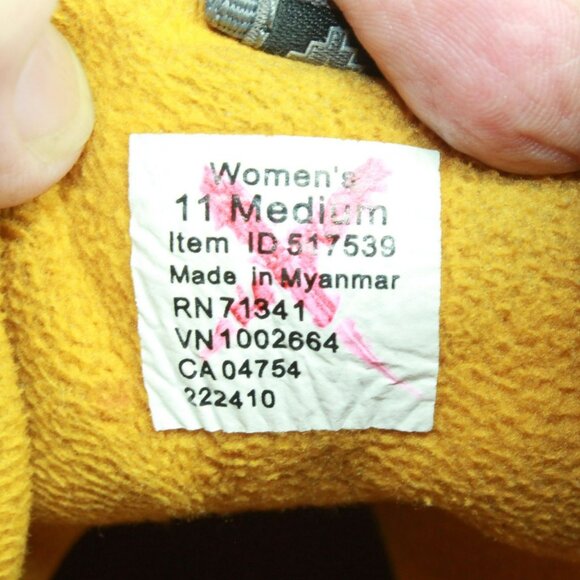 Women's
11 Medium
Item ID 517539
Made in Myanmar
RN 71341
VN 1002664
CA 04754
222410